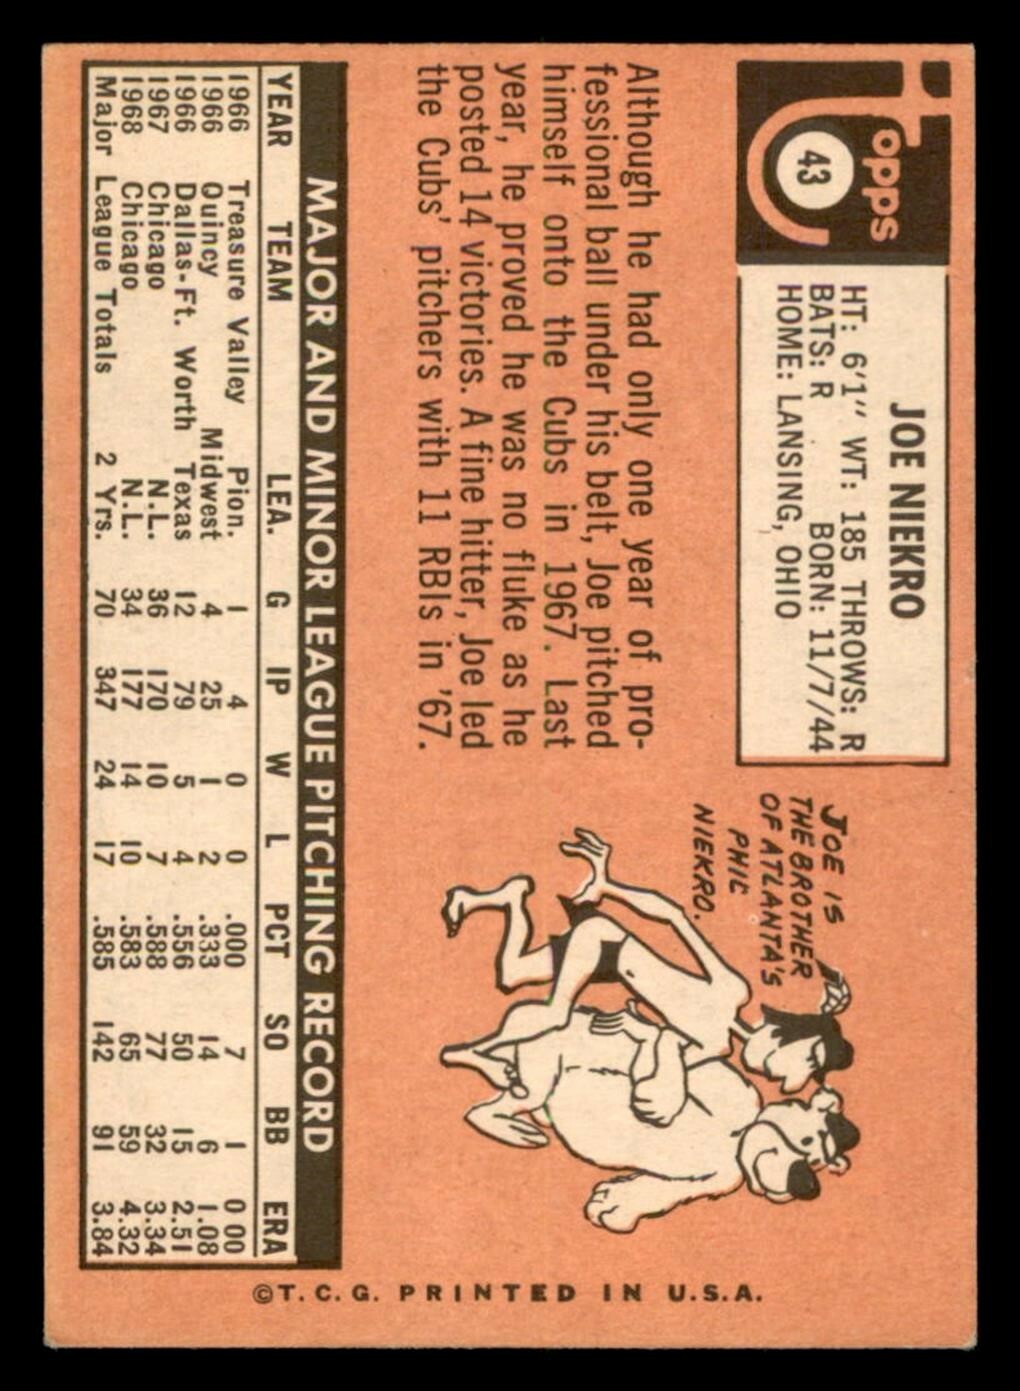 Topps
43
JOE NIEKRO
HT: 6'1" WT: 185 THROWS: R
BATS: R BORN: 11/7/44
HOME: LANSING, OHIO
Although he had only one year of pro-
fessional ball under his belt, Joe pitched
himself onto the Cubs in 1967. Last
year, he proved he was no fluke as he
posted 14 victories. A fine hitter, Joe led
the Cubs' pitchers with 11 RBIs in '67.
JOE IS
THE BROTHER
OF ATLANTA'S
PHIL
NIEKRO.
MAJOR AND MINOR LEAGUE PITCHING RECORD
YEAR TEAM LEA. G IP W L PCT SO BB ERA
1966 Treasure Valley Pion. 1 4 0 0 .000 7 1 0 00
1966 Quincy Midwest 4 25 1 2 .333 14 6 1.08
1966 Dallas-Ft. Worth Texas 12 79 5 4 .556 50 15 2.51
1967 Chicago N.L. 36 170 10 7 .588 77 32 3.34
1968 Chicago N.L. 34 177 14 10 .583 65 59 4.32
Major League Totals 2 Yrs. 70 347 24 17 .585 142 91 3.84
©T.C.G. PRINTED IN U.S.A.